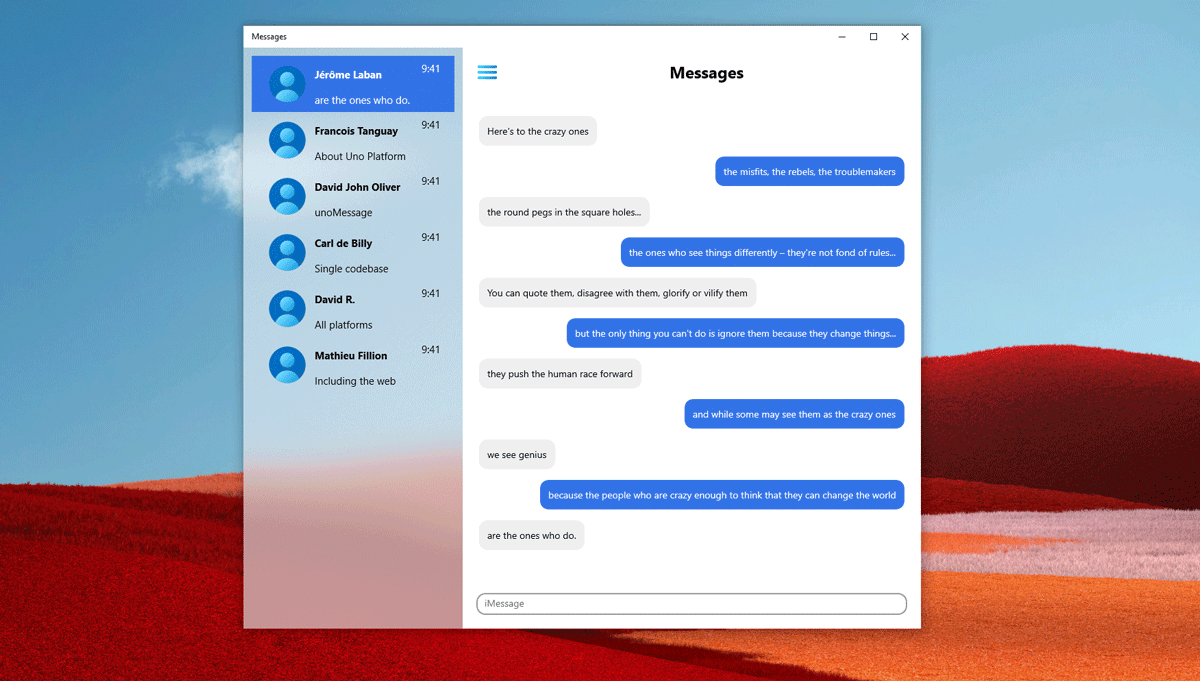 Messages
Jérôme Laban 9:41
are the ones who do.
Francois Tanguay 9:41
About Uno Platform
David John Oliver 9:41
unoMessage
Carl de Billy 9:41
Single codebase
David R. 9:41
All platforms
Mathieu Fillion 9:41
Including the web
Messages
Here's to the crazy ones
the misfits, the rebels, the troublemakers
the round pegs in the square holes...
the ones who see things differently – they're not fond of rules...
You can quote them, disagree with them, glorify or vilify them
but the only thing you can't do is ignore them because they change things...
they push the human race forward
and while some may see them as the crazy ones
we see genius
because the people who are crazy enough to think that they can change the world
are the ones who do.
iMessage